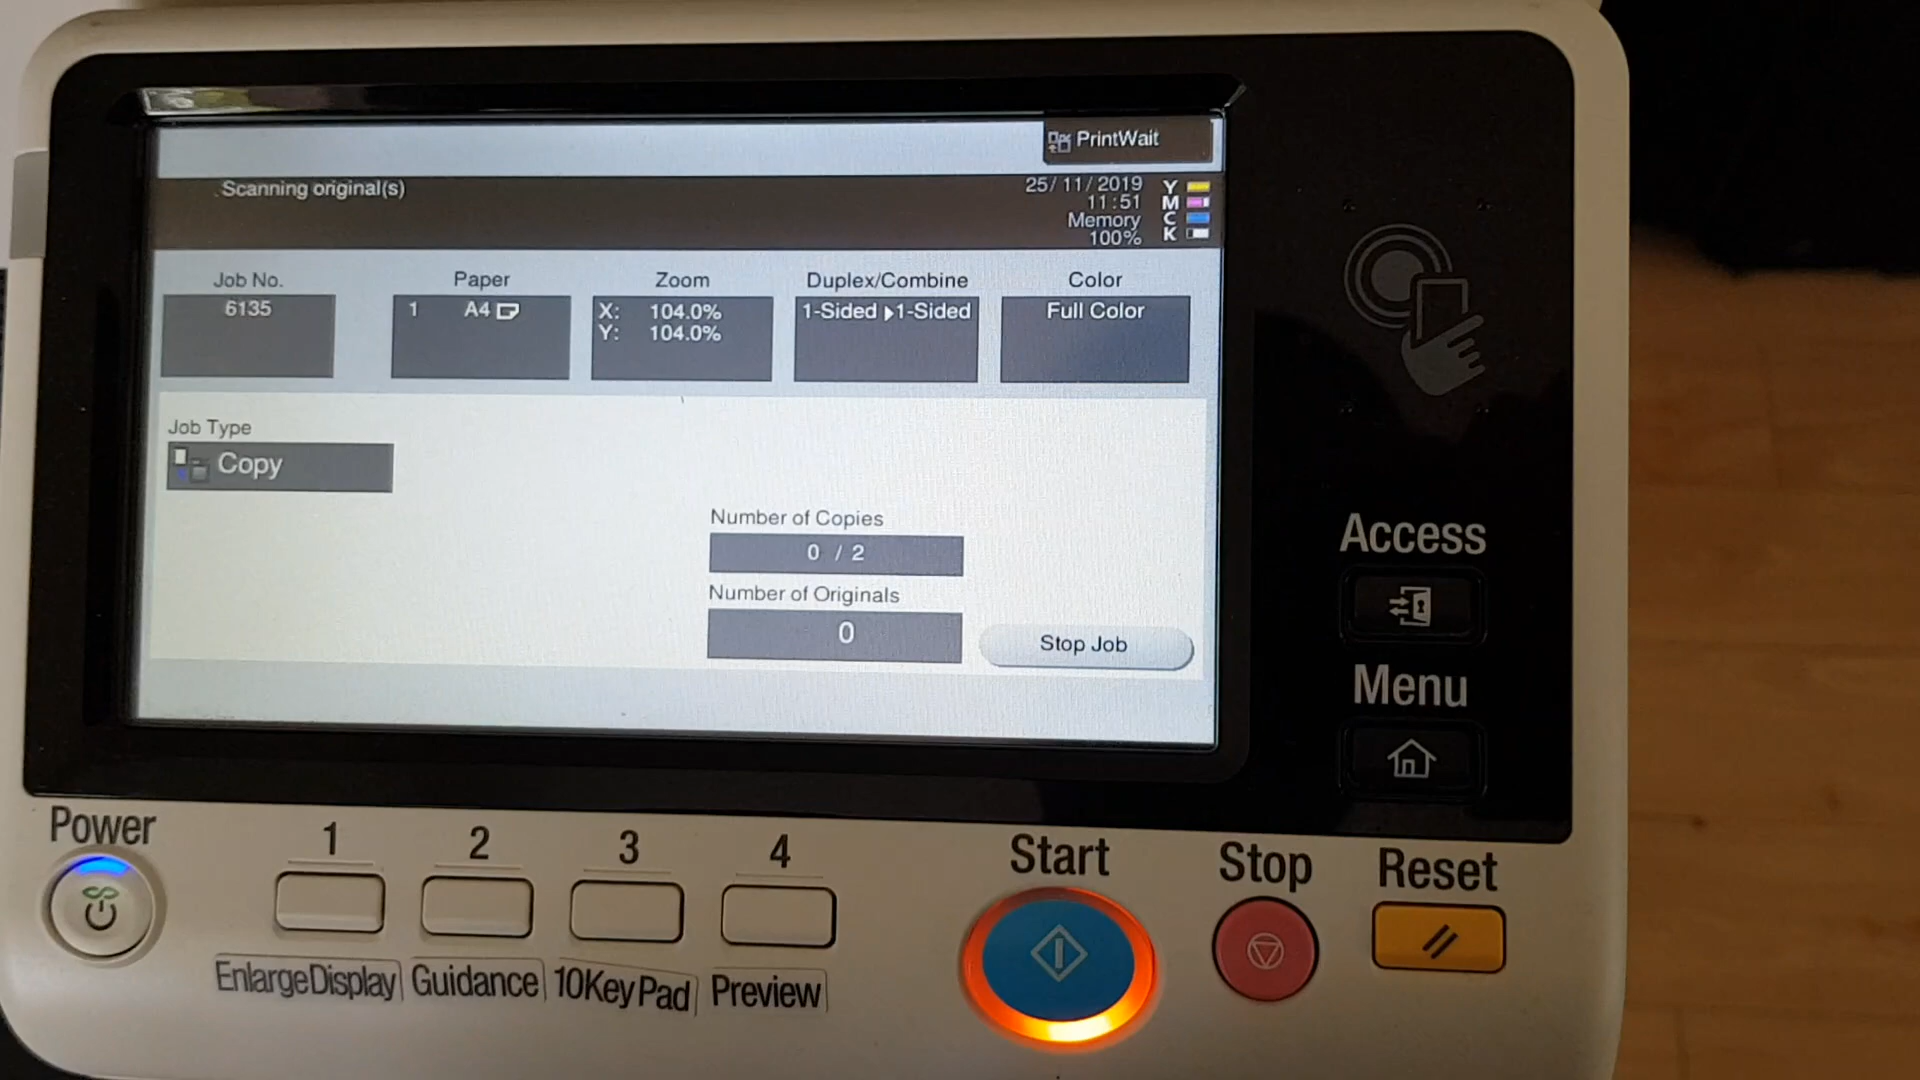 PrintWait
Scanning original(s)
25/11/2019
11:51
Memory
100%
Y
M
C
K
Job No.
6135
Paper
1 A4
Zoom
X: 104.0%
Y: 104.0%
Duplex/Combine
1-Sided ▶ 1-Sided
Color
Full Color
Job Type
Copy
Number of Copies
0 / 2
Number of Originals
0
Stop Job
Access
Menu
Power
1
2
3
4
Start
Stop
Reset
EnlargeDisplay
Guidance
10KeyPad
Preview